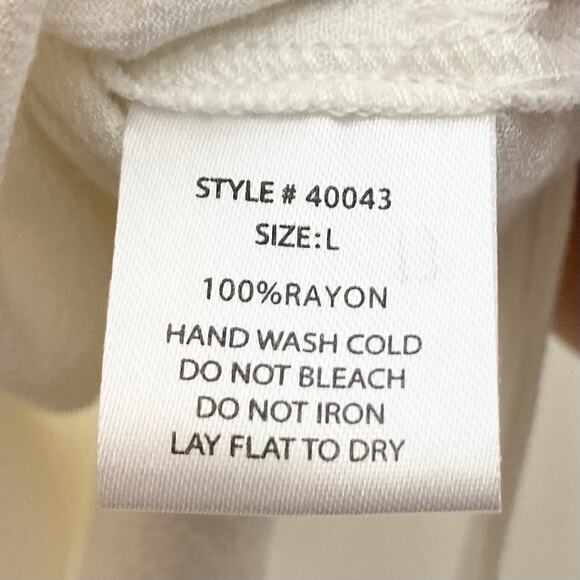 STYLE # 40043
SIZE:L
100%RAYON
HAND WASH COLD
DO NOT BLEACH
DO NOT IRON
LAY FLAT TO DRY